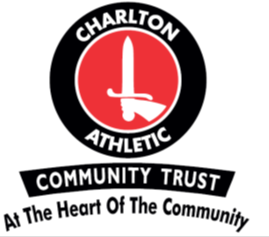 CHARLTON
ATHLETIC
COMMUNITY TRUST
At The Heart Of The Community